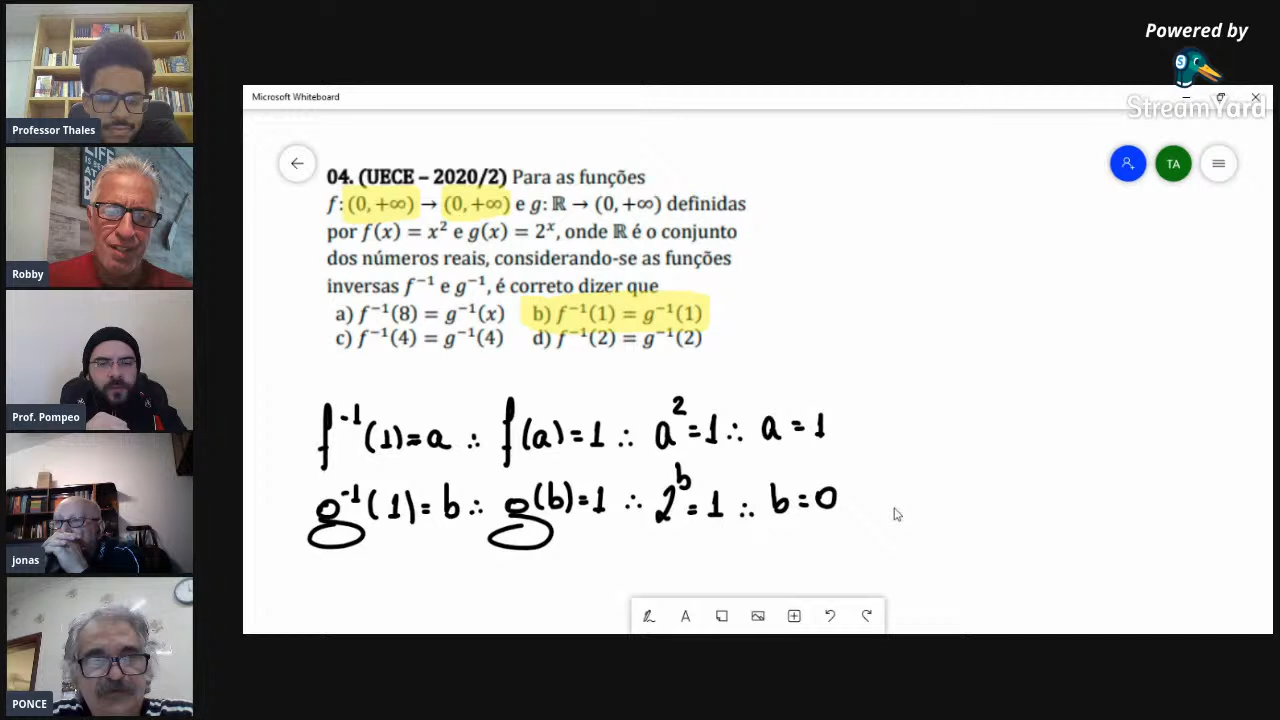 Powered by
StreamYard
Professor Thales
Robby
Prof. Pompeo
jonas
PONCE
Microsoft Whiteboard
TA
04. (UECE – 2020/2) Para as funções
f: (0, +∞) → (0, +∞) e g: ℝ → (0, +∞) definidas
por f(x) = x² e g(x) = 2ˣ, onde ℝ é o conjunto
dos números reais, considerando-se as funções
inversas f⁻¹ e g⁻¹, é correto dizer que
a) f⁻¹(8) = g⁻¹(x) b) f⁻¹(1) = g⁻¹(1)
c) f⁻¹(4) = g⁻¹(4) d) f⁻¹(2) = g⁻¹(2)
f⁻¹(1)=a ∴ f(a)=1 ∴ a²=1 ∴ a=1
g⁻¹(1)=b ∴ g(b)=1 ∴ 2ᵇ=1 ∴ b=0
A